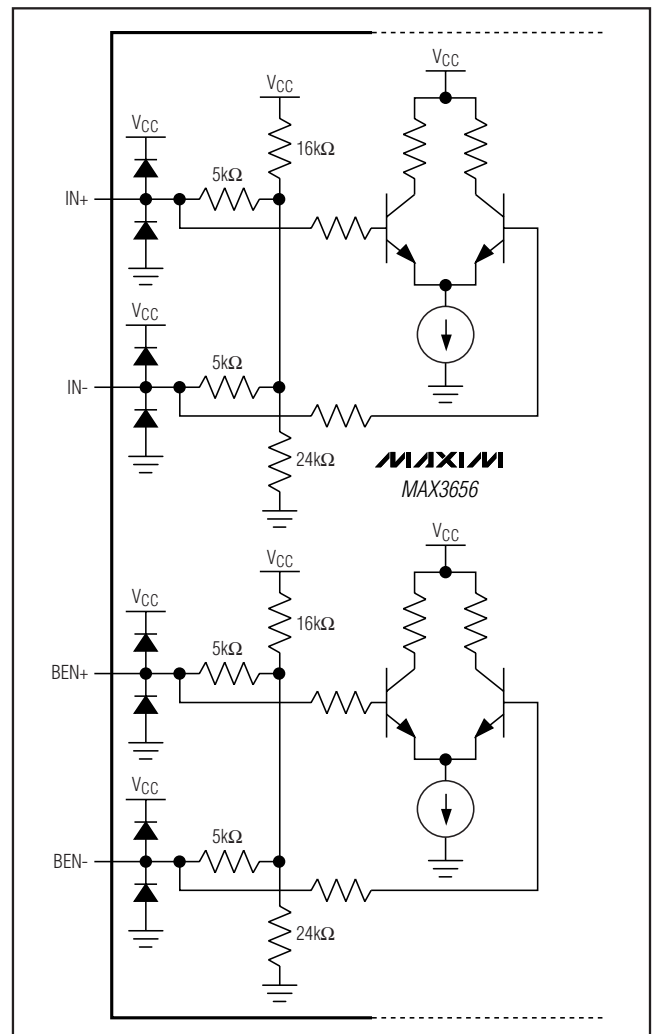 VCC
VCC
VCC
16kΩ
5kΩ
IN+
VCC
5kΩ
IN-
24kΩ
MAXIM
MAX3656
VCC
VCC
VCC
16kΩ
5kΩ
BEN+
VCC
5kΩ
BEN-
24kΩ